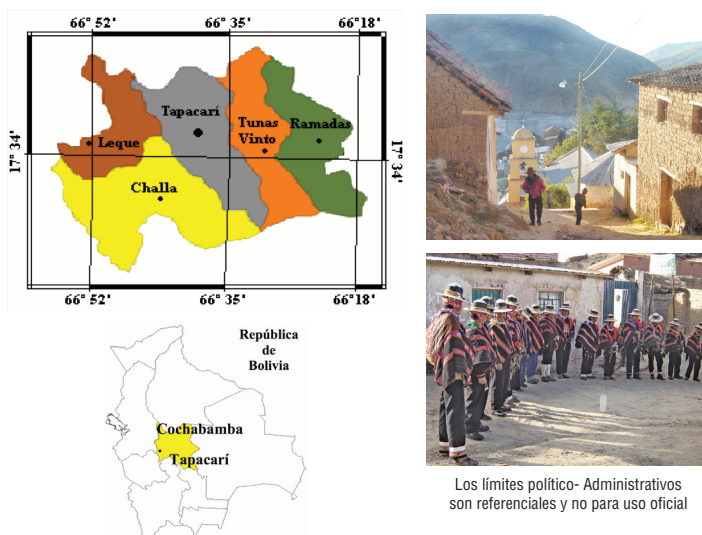 66° 52' 66° 35' 66° 18'
Tapacarí
Tunas Ramadas
Vinto
Leque
17° 34' 17° 34'
Challa
66° 52' 66° 35' 66° 18'
República
de
Bolivia
Cochabamba
Tapacarí
Los límites político- Administrativos
son referenciales y no para uso oficial